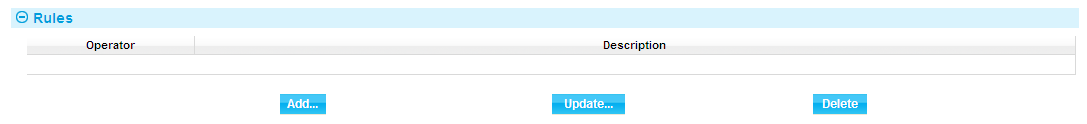 Rules
Operator Description
Add... Update... Delete